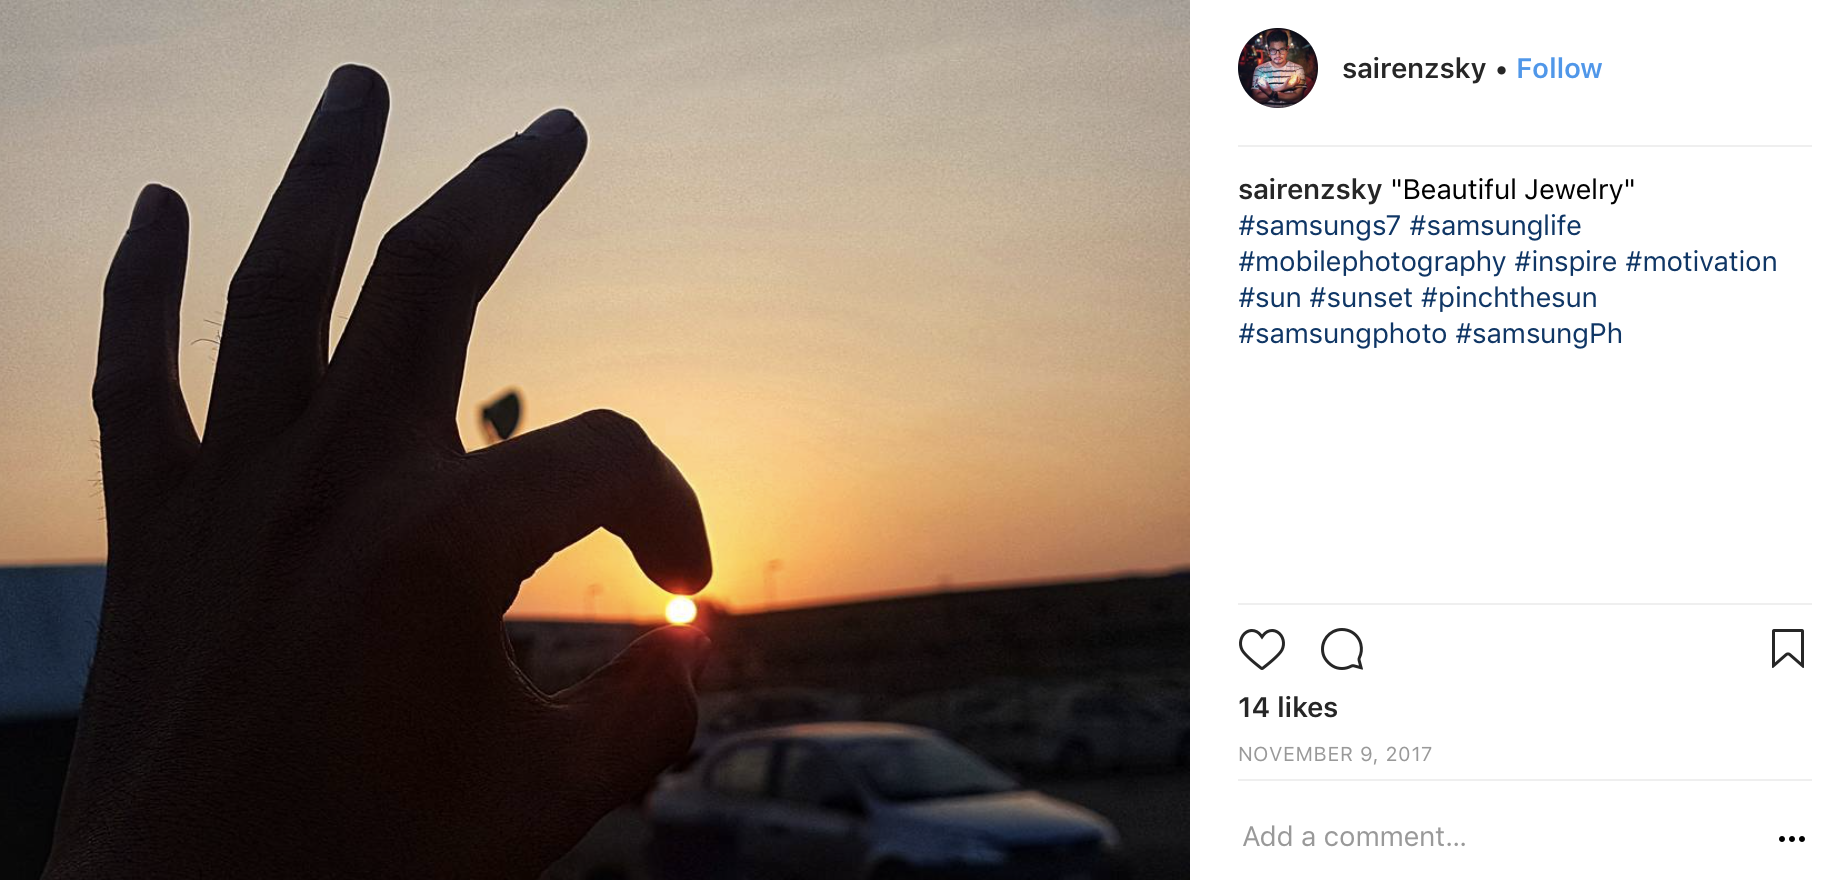 sairenzsky • Follow
sairenzsky "Beautiful Jewelry"
#samsungs7 #samsunglife
#mobilephotography #inspire #motivation
#sun #sunset #pinchthesun
#samsungphoto #samsungPh
14 likes
NOVEMBER 9, 2017
Add a comment...